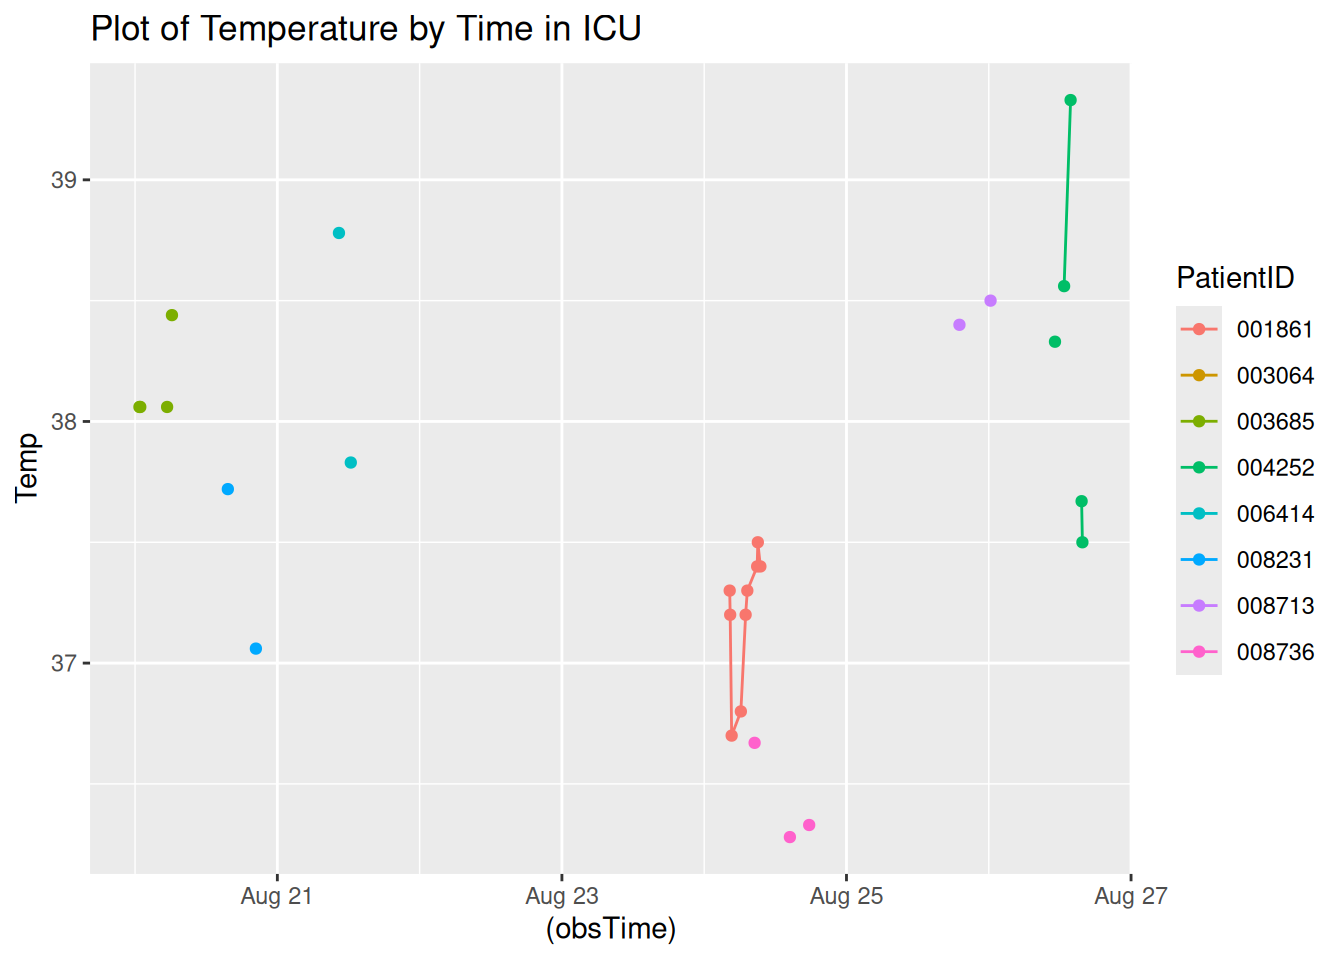 Plot of Temperature by Time in ICU
39
38
37
Temp
Aug 21
Aug 23
Aug 25
Aug 27
(obsTime)
PatientID
001861
003064
003685
004252
006414
008231
008713
008736